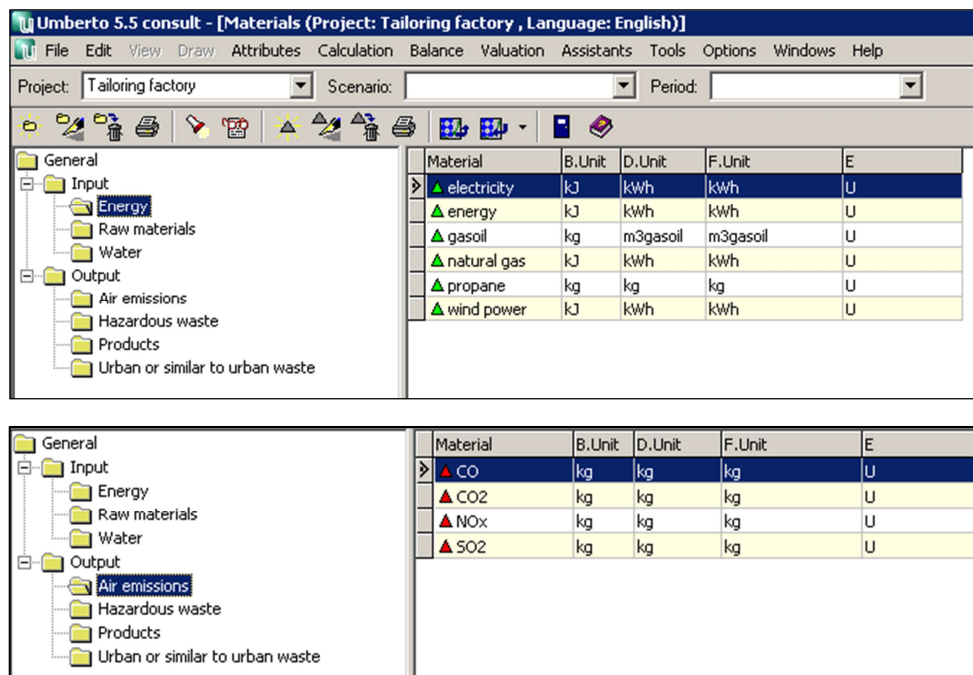 Umberto 5.5 consult - [Materials (Project: Tailoring factory , Language: English)]
File Edit View Draw Attributes Calculation Balance Valuation Assistants Tools Options Windows Help
Project: Tailoring factory Scenario: Period:
General
Input
Energy
Raw materials
Water
Output
Air emissions
Hazardous waste
Products
Urban or similar to urban waste
Material B.Unit D.Unit F.Unit E
electricity kJ kWh kWh U
energy kJ kWh kWh U
gasoil kg m3gasoil m3gasoil U
natural gas kJ kWh kWh U
propane kg kg kg U
wind power kJ kWh kWh U
General
Input
Energy
Raw materials
Water
Output
Air emissions
Hazardous waste
Products
Urban or similar to urban waste
Material B.Unit D.Unit F.Unit E
CO kg kg kg U
CO2 kg kg kg U
NOx kg kg kg U
SO2 kg kg kg U